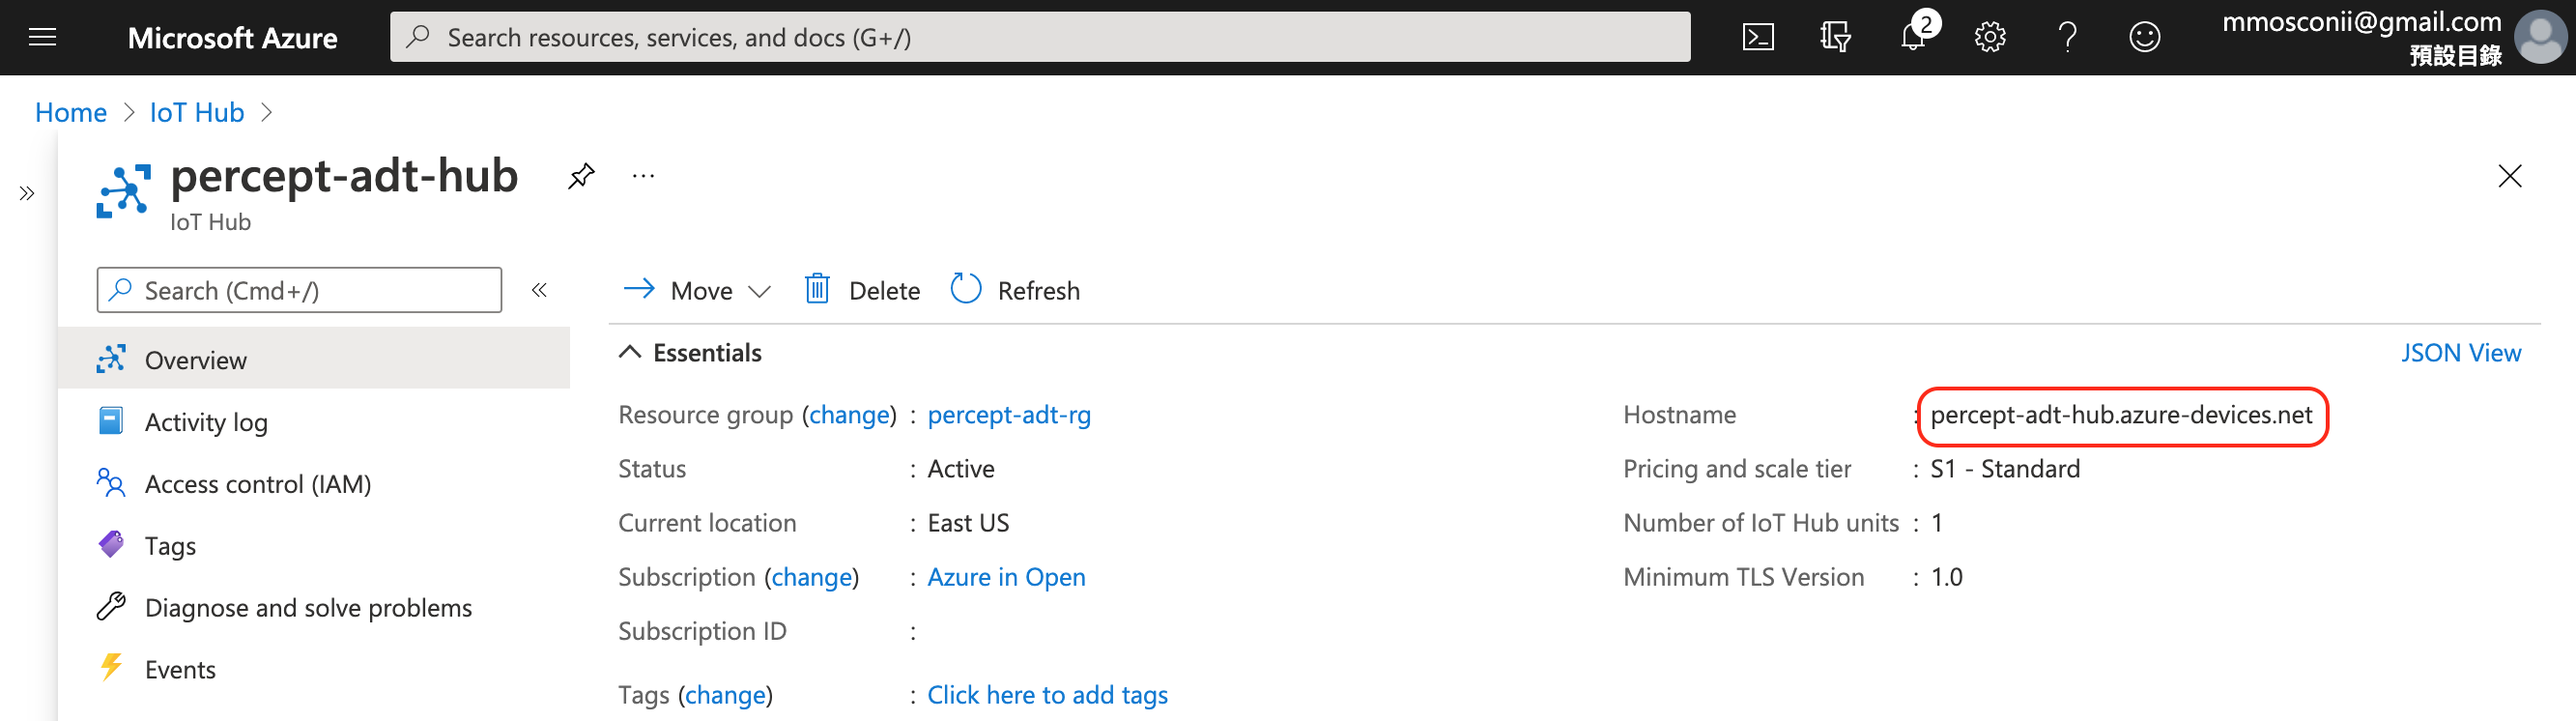 Microsoft Azure
Search resources, services, and docs (G+/)
2
mmosconii@gmail.com
預設目錄
Home > IoT Hub >
percept-adt-hub
IoT Hub
Search (Cmd+/)
Overview
Activity log
Access control (IAM)
Tags
Diagnose and solve problems
Events
Move
Delete
Refresh
Essentials
JSON View
Resource group (change) : percept-adt-rg
Status : Active
Current location : East US
Subscription (change) : Azure in Open
Subscription ID :
Tags (change) : Click here to add tags
Hostname : percept-adt-hub.azure-devices.net
Pricing and scale tier : S1 - Standard
Number of IoT Hub units : 1
Minimum TLS Version : 1.0